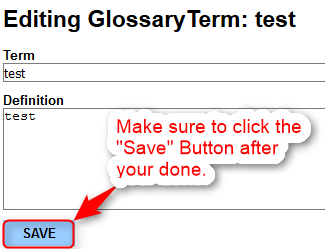 Editing GlossaryTerm: test
Term
test
Definition
test
Make sure to click the
"Save" Button after
your done.
SAVE